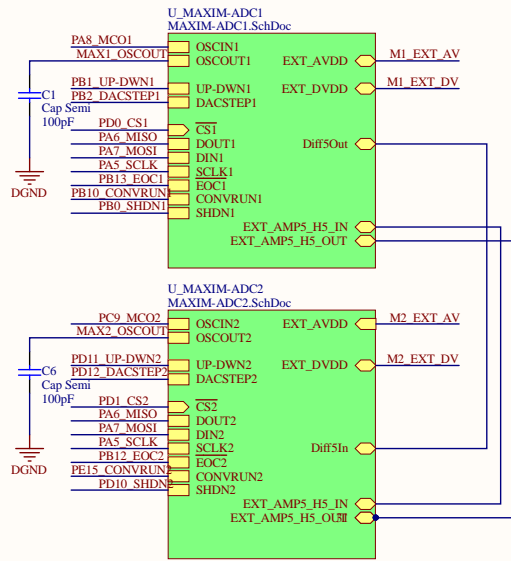 U_MAXIM-ADC1
MAXIM-ADC1.SchDoc
PA8_MCO1 OSCIN1 EXT_AVDD M1_EXT_AV
MAX1_OSCOUT OSCOUT1
PB1_UP-DWN1 UP-DWN1 EXT_DVDD M1_EXT_DV
C1 PB2_DACSTEP1 DACSTEP1
Cap Semi
100pF
PD0_CS1 CS1
PA6_MISO DOUT1 Diff5Out
PA7_MOSI DIN1
PA5_SCLK SCLK1
PB13_EOC1 EOC1
DGND PB10_CONVRUN1 CONVRUN1
PB0_SHDN1 SHDN1
EXT_AMP5_H5_IN
EXT_AMP5_H5_OUT
U_MAXIM-ADC2
MAXIM-ADC2.SchDoc
PC9_MCO2 OSCIN2 EXT_AVDD M2_EXT_AV
MAX2_OSCOUT OSCOUT2
PD11_UP-DWN2 UP-DWN2 EXT_DVDD M2_EXT_DV
C6 PD12_DACSTEP2 DACSTEP2
Cap Semi
100pF
PD1_CS2 CS2
PA6_MISO DOUT2
PA7_MOSI DIN2
PA5_SCLK SCLK2 Diff5In
PB12_EOC2 EOC2
DGND PE15_CONVRUN2 CONVRUN2
PD10_SHDN2 SHDN2
EXT_AMP5_H5_IN
EXT_AMP5_H5_OUT